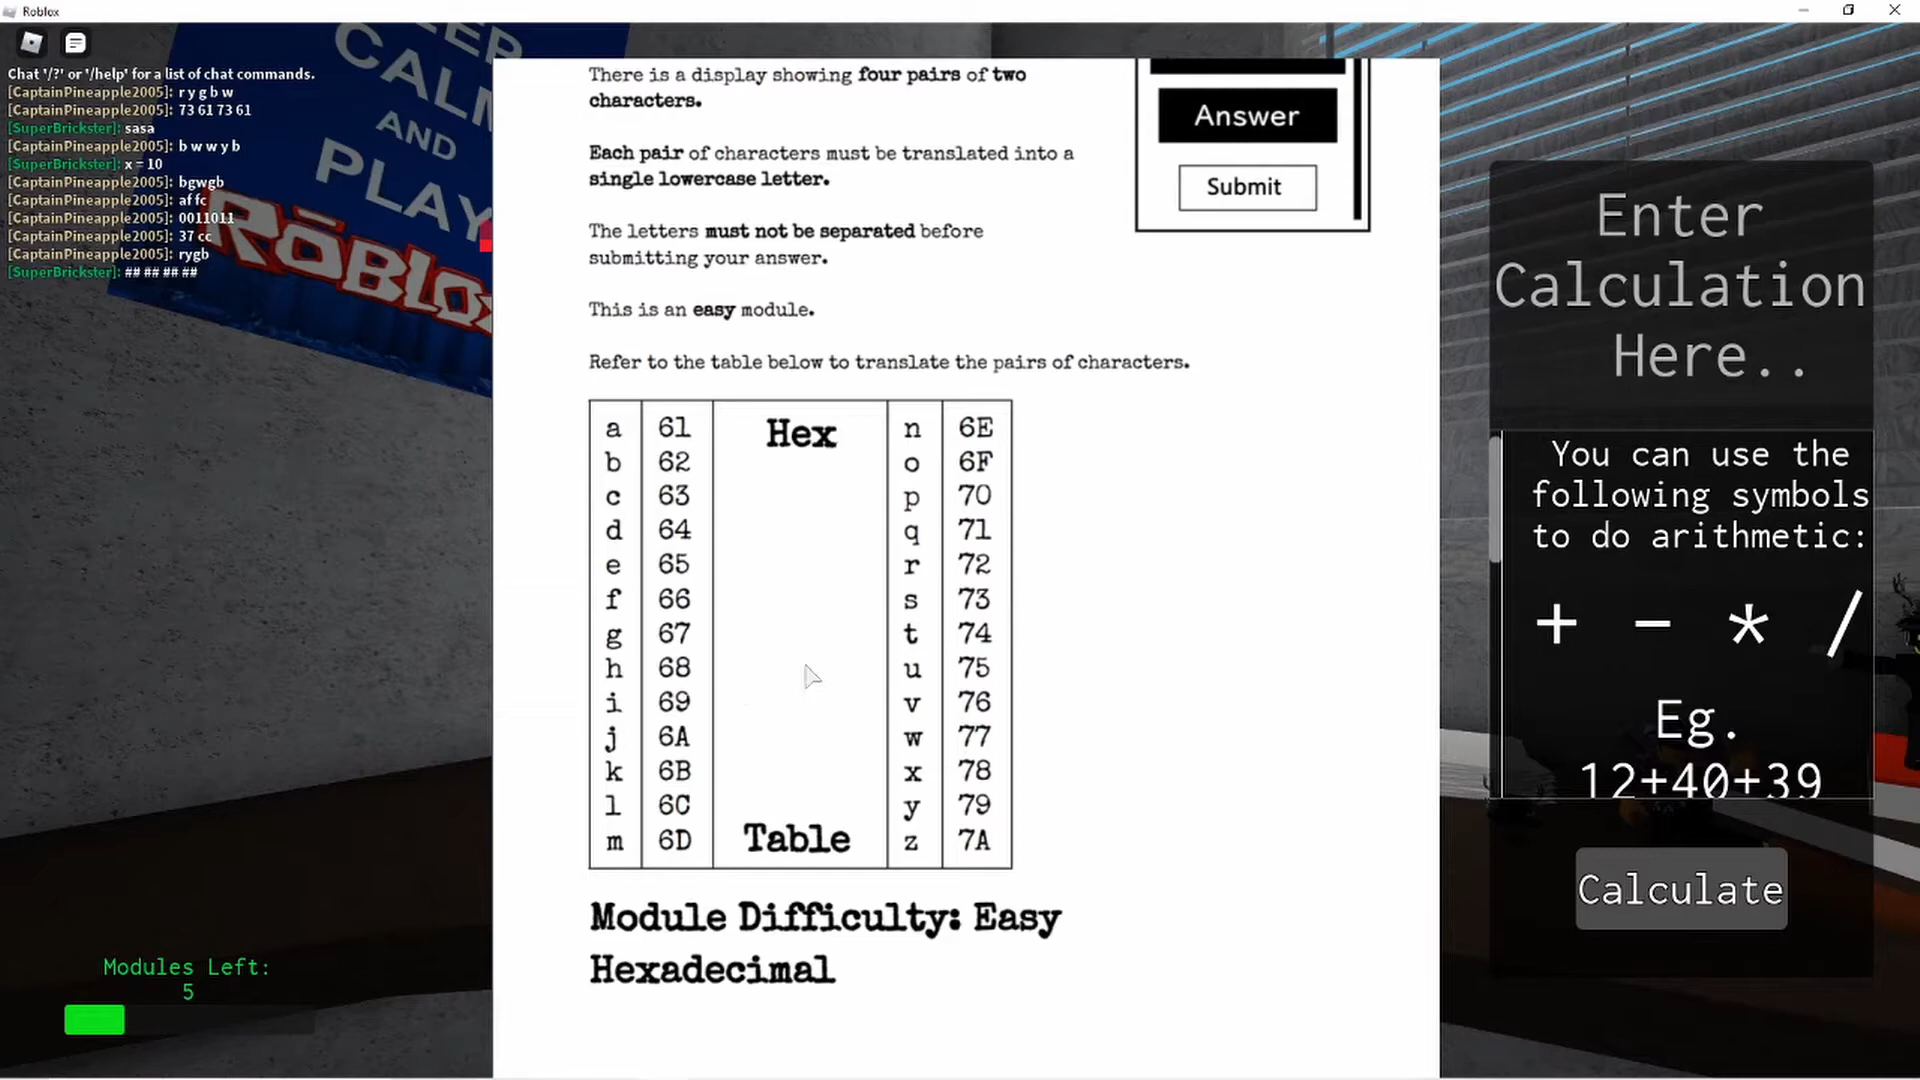 Roblox
Chat '/?' or '/help' for a list of chat commands.
[CaptainPineapple2005]: r y g b w
[CaptainPineapple2005]: 73 61 73 61
[SuperBrickster]: sasa
[CaptainPineapple2005]: b w w y b
[SuperBrickster]: x = 10
[CaptainPineapple2005]: bgwgb
[CaptainPineapple2005]: af fc
[CaptainPineapple2005]: 0011011
[CaptainPineapple2005]: 37 cc
[CaptainPineapple2005]: rygb
[SuperBrickster]: ## ## ## ##
CALM
AND
PLAY
ROBLOX
There is a display showing four pairs of two
characters.
Each pair of characters must be translated into a
single lowercase letter.
The letters must not be separated before
submitting your answer.
This is an easy module.
Refer to the table below to translate the pairs of characters.
Answer
Submit
a 61 Hex n 6E
b 62 o 6F
c 63 p 70
d 64 q 71
e 65 r 72
f 66 s 73
g 67 t 74
h 68 u 75
i 69 v 76
j 6A w 77
k 6B x 78
l 6C y 79
m 6D Table z 7A
Module Difficulty: Easy
Hexadecimal
Enter
Calculation
Here..
You can use the
following symbols
to do arithmetic:
+ - * /
Eg.
12+40+39
Calculate
Modules Left:
5